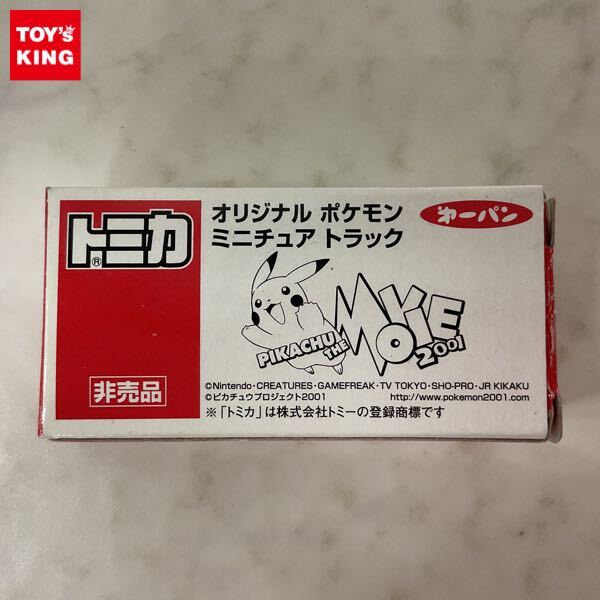 TOY'S
KING
トミカ®
オリジナル ポケモン
ミニチュア トラック
第一パン
PIKACHU THE MOVIE 2001
非売品
©Nintendo・CREATURES・GAMEFREAK・TV TOKYO・SHO-PRO・JR KIKAKU
©ピカチュウプロジェクト2001
http://www.pokemon2001.com
※「トミカ」は株式会社トミーの登録商標です